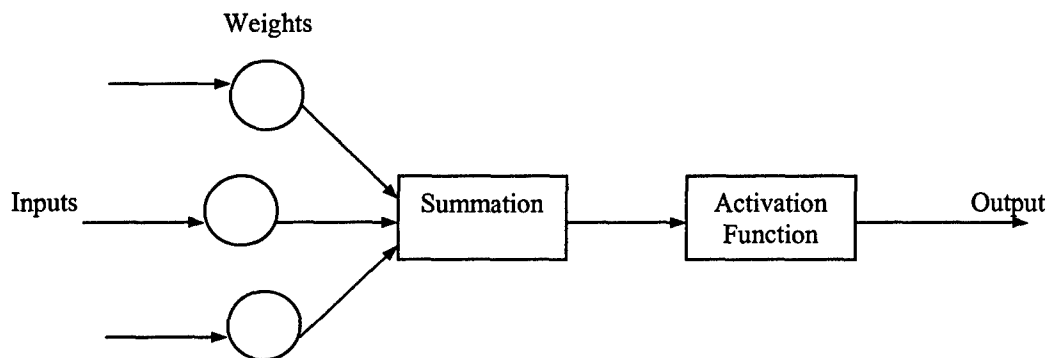 Weights
Inputs
Summation
Activation
Function
Output